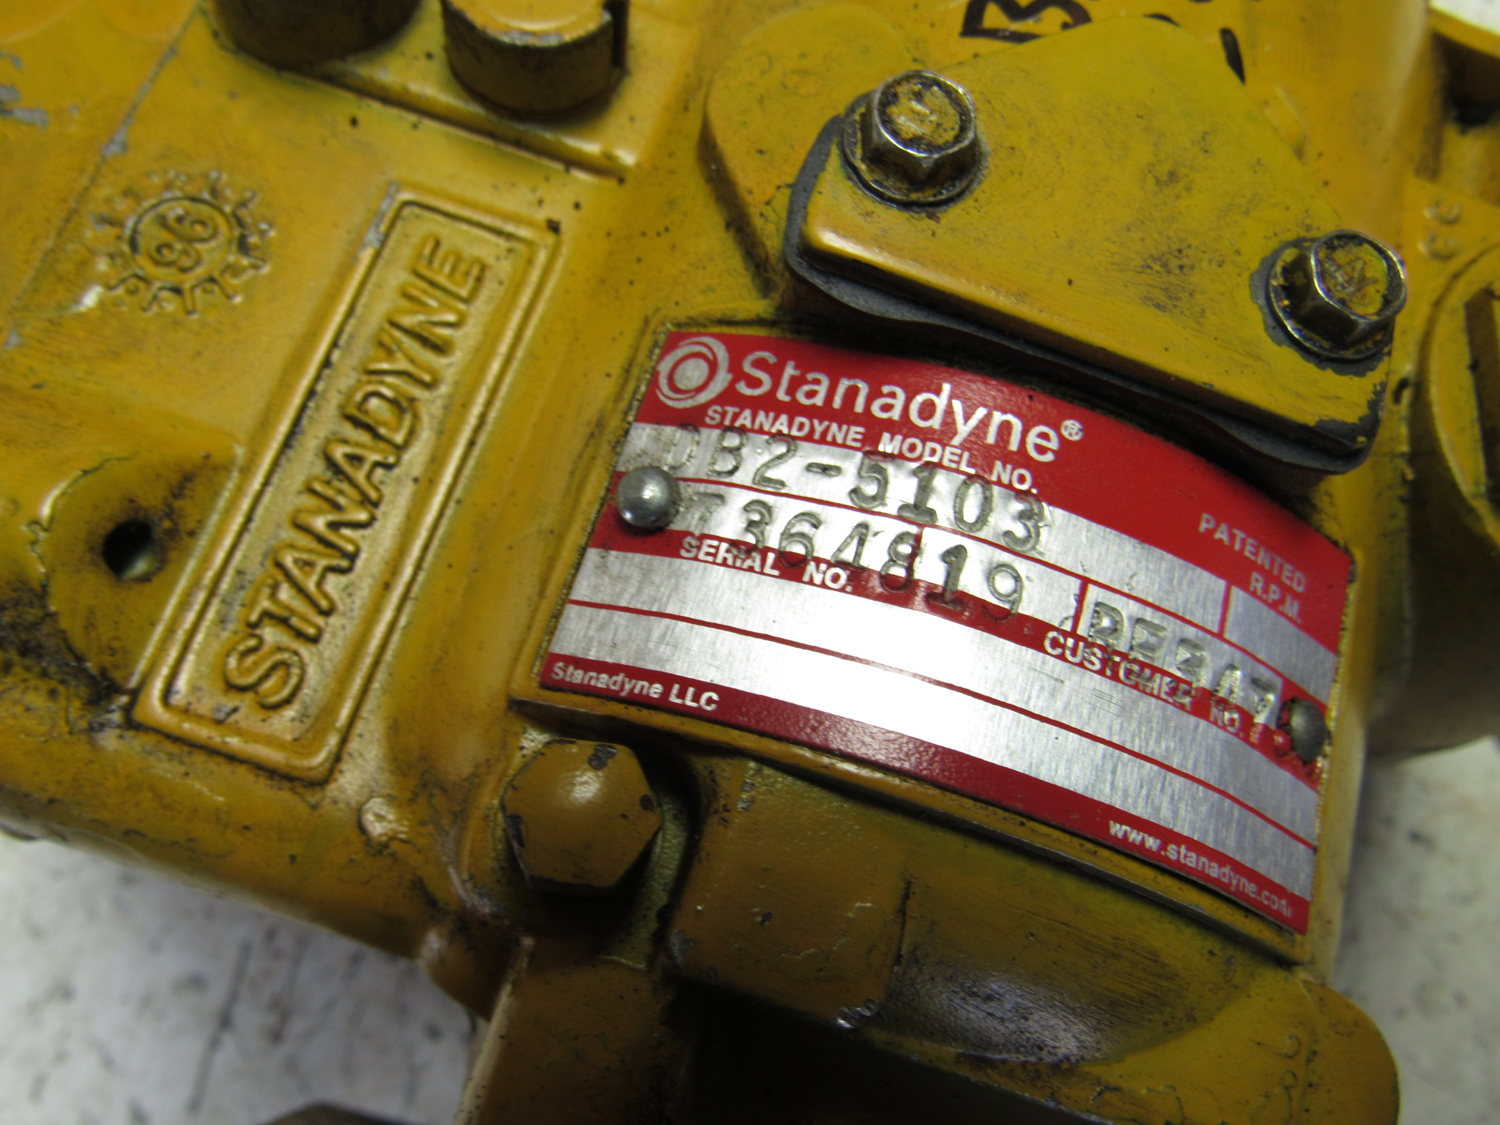 96
STANADYNE
Stanadyne®
STANADYNE MODEL NO.
DB2-5103
PATENTED
R.P.M.
7364819
SERIAL NO.
CUSTOMER NO.
Stanadyne LLC
www.stanadyne.com